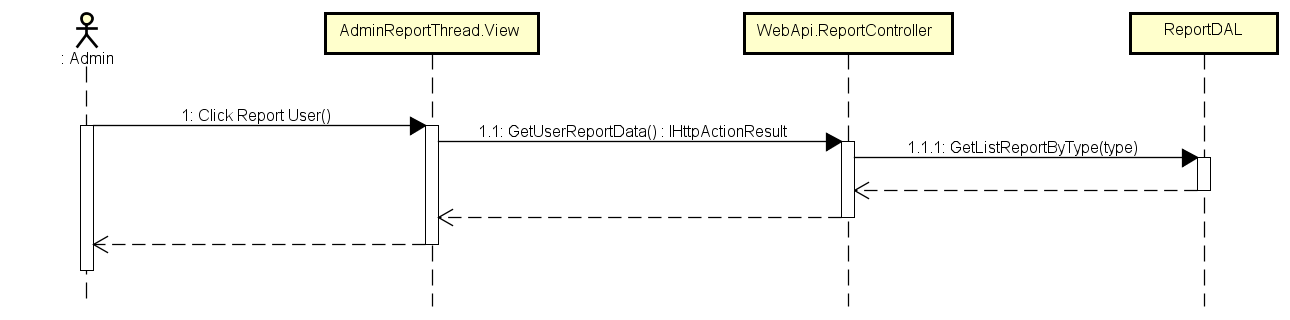 : Admin
AdminReportThread.View
WebApi.ReportController
ReportDAL
1: Click Report User()
1.1: GetUserReportData() : IHttpActionResult
1.1.1: GetListReportByType(type)